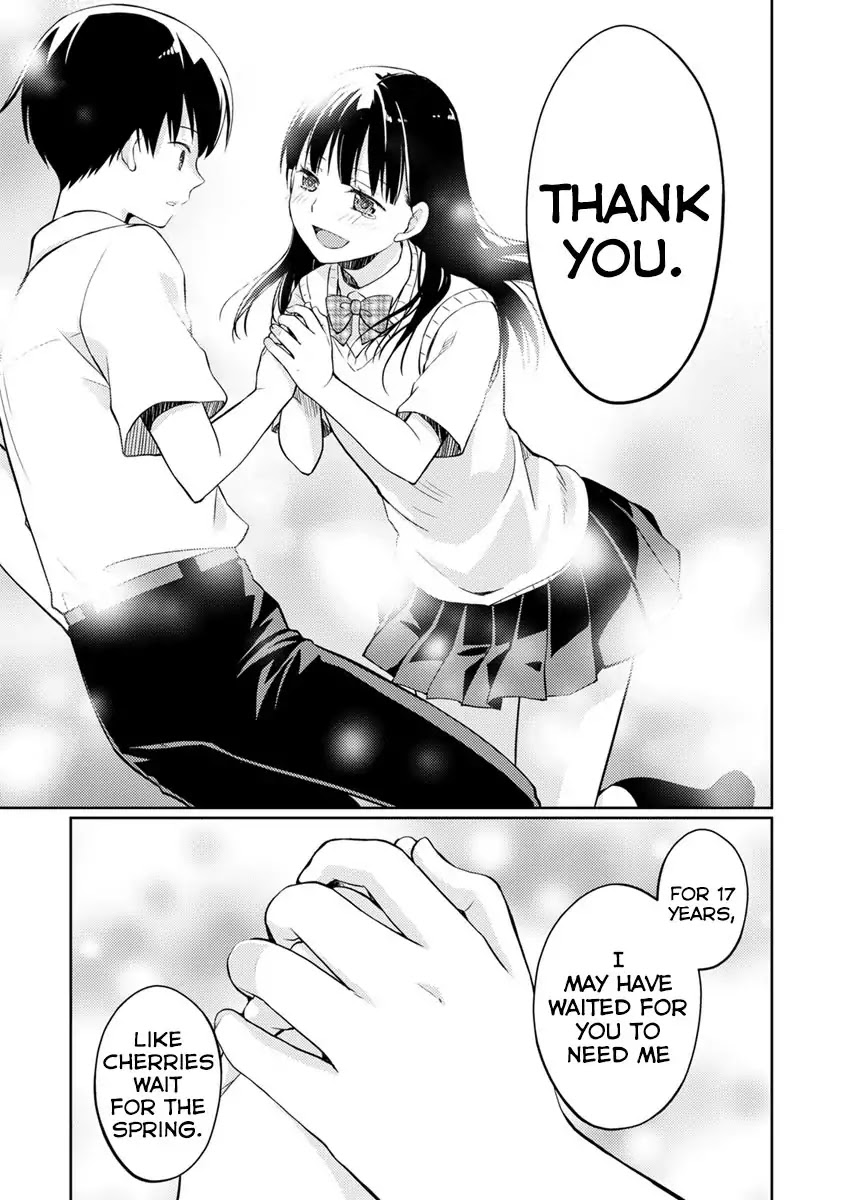 THANK
YOU.
FOR 17
YEARS,
I
MAY HAVE
WAITED FOR
YOU TO
NEED ME
LIKE
CHERRIES
WAIT
FOR THE
SPRING.